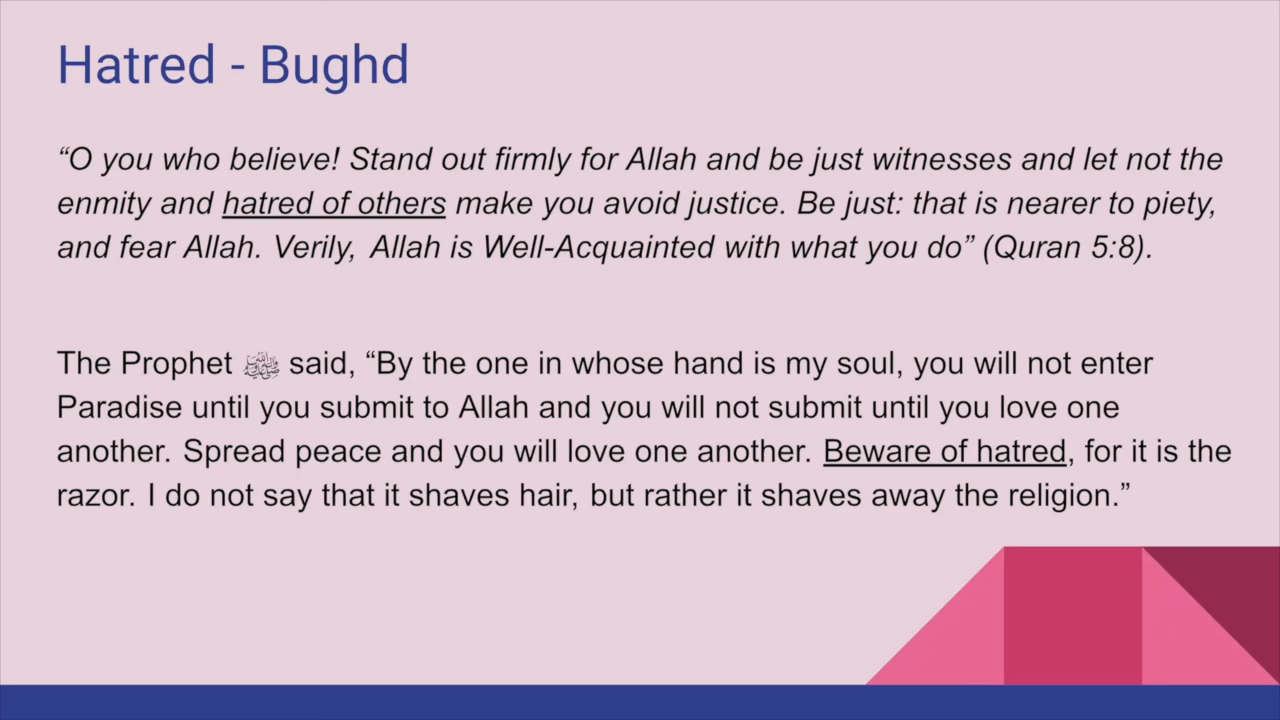 Hatred - Bughd
“O you who believe! Stand out firmly for Allah and be just witnesses and let not the
enmity and hatred of others make you avoid justice. Be just: that is nearer to piety,
and fear Allah. Verily, Allah is Well-Acquainted with what you do” (Quran 5:8).
The Prophet ﷺ said, “By the one in whose hand is my soul, you will not enter
Paradise until you submit to Allah and you will not submit until you love one
another. Spread peace and you will love one another. Beware of hatred, for it is the
razor. I do not say that it shaves hair, but rather it shaves away the religion.”